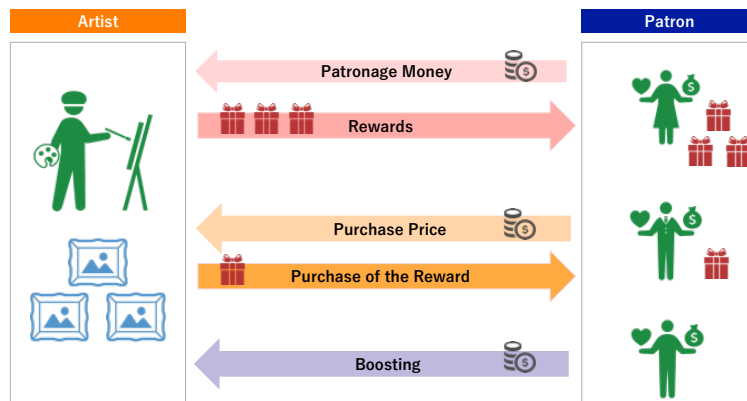 Artist
Patron
Patronage Money
Rewards
Purchase Price
Purchase of the Reward
Boosting